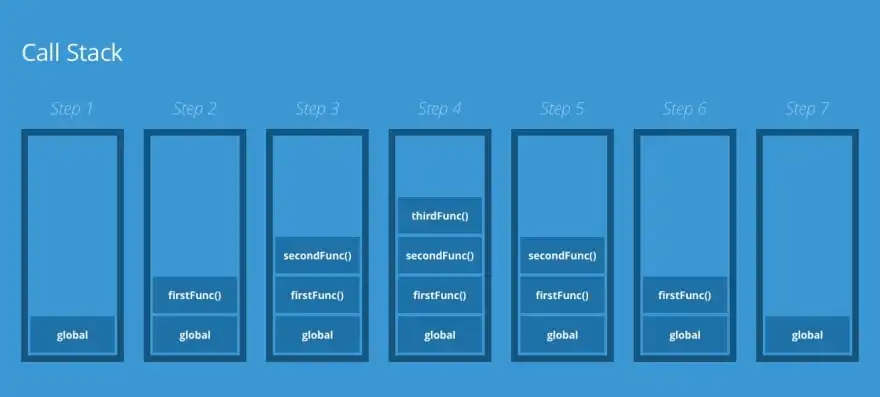 Call Stack
Step 1
Step 2
Step 3
Step 4
Step 5
Step 6
Step 7
global
firstFunc()
global
secondFunc()
firstFunc()
global
thirdFunc()
secondFunc()
firstFunc()
global
secondFunc()
firstFunc()
global
firstFunc()
global
global